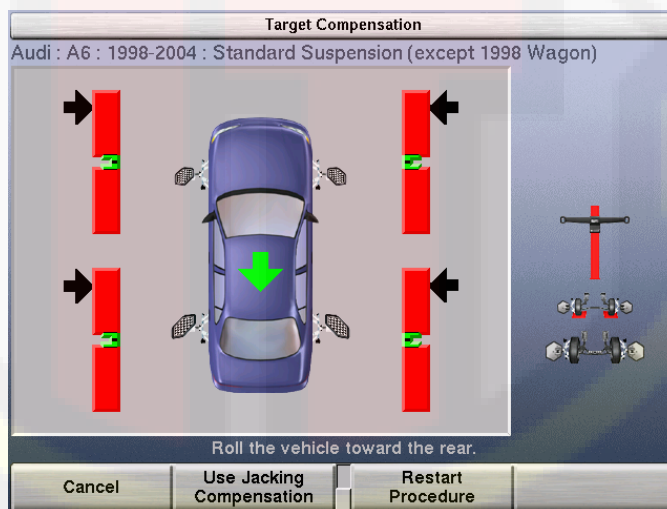 Target Compensation
Audi : A6 : 1998-2004 : Standard Suspension (except 1998 Wagon)
Roll the vehicle toward the rear.
Cancel
Use Jacking
Compensation
Restart
Procedure